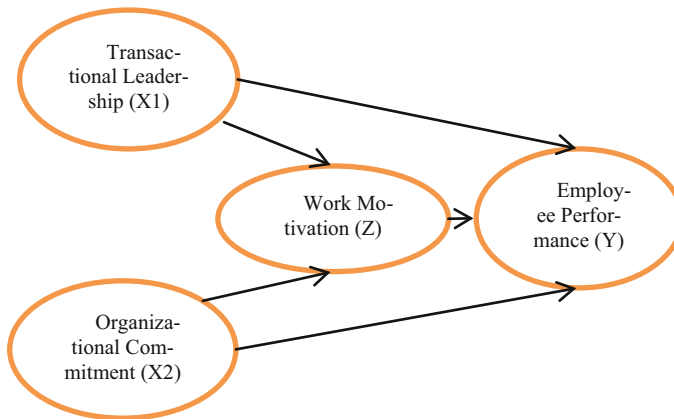 Transac-
tional Leader-
ship (X1)
Work Mo-
tivation (Z)
Employ-
ee Perfor-
mance (Y)
Organiza-
tional Com-
mitment (X2)